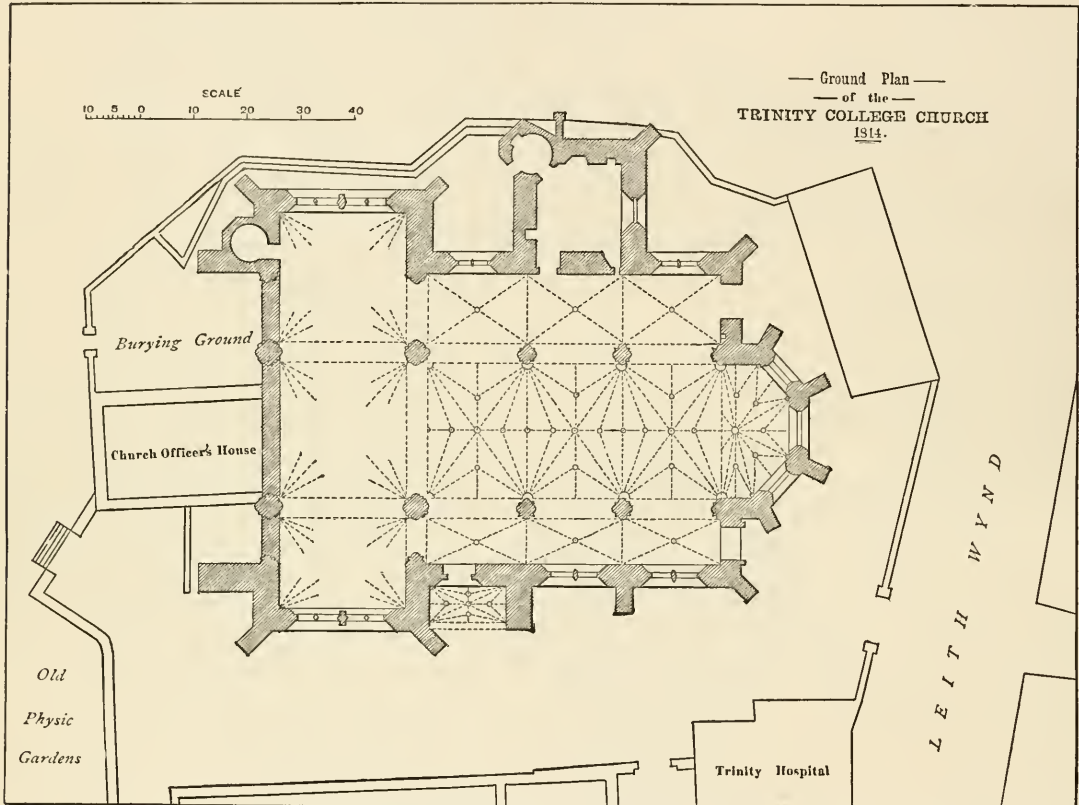 — Ground Plan —
— of the —
TRINITY COLLEGE CHURCH
1814.
SCALE
10 5 0 10 20 30 40
Burying Ground
Church Officer's House
LEITH WYND
Old
Physic
Gardens
Trinity Hospital